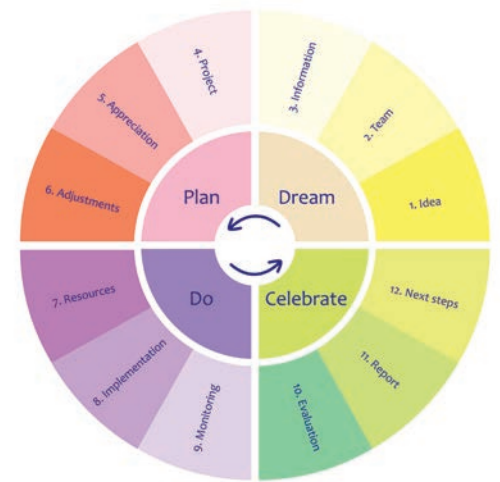 Dream
1. Idea
2. Team
3. Information
Plan
4. Project
5. Appreciation
6. Adjustments
Do
7. Resources
8. Implementation
9. Monitoring
Celebrate
10. Evaluation
11. Report
12. Next steps